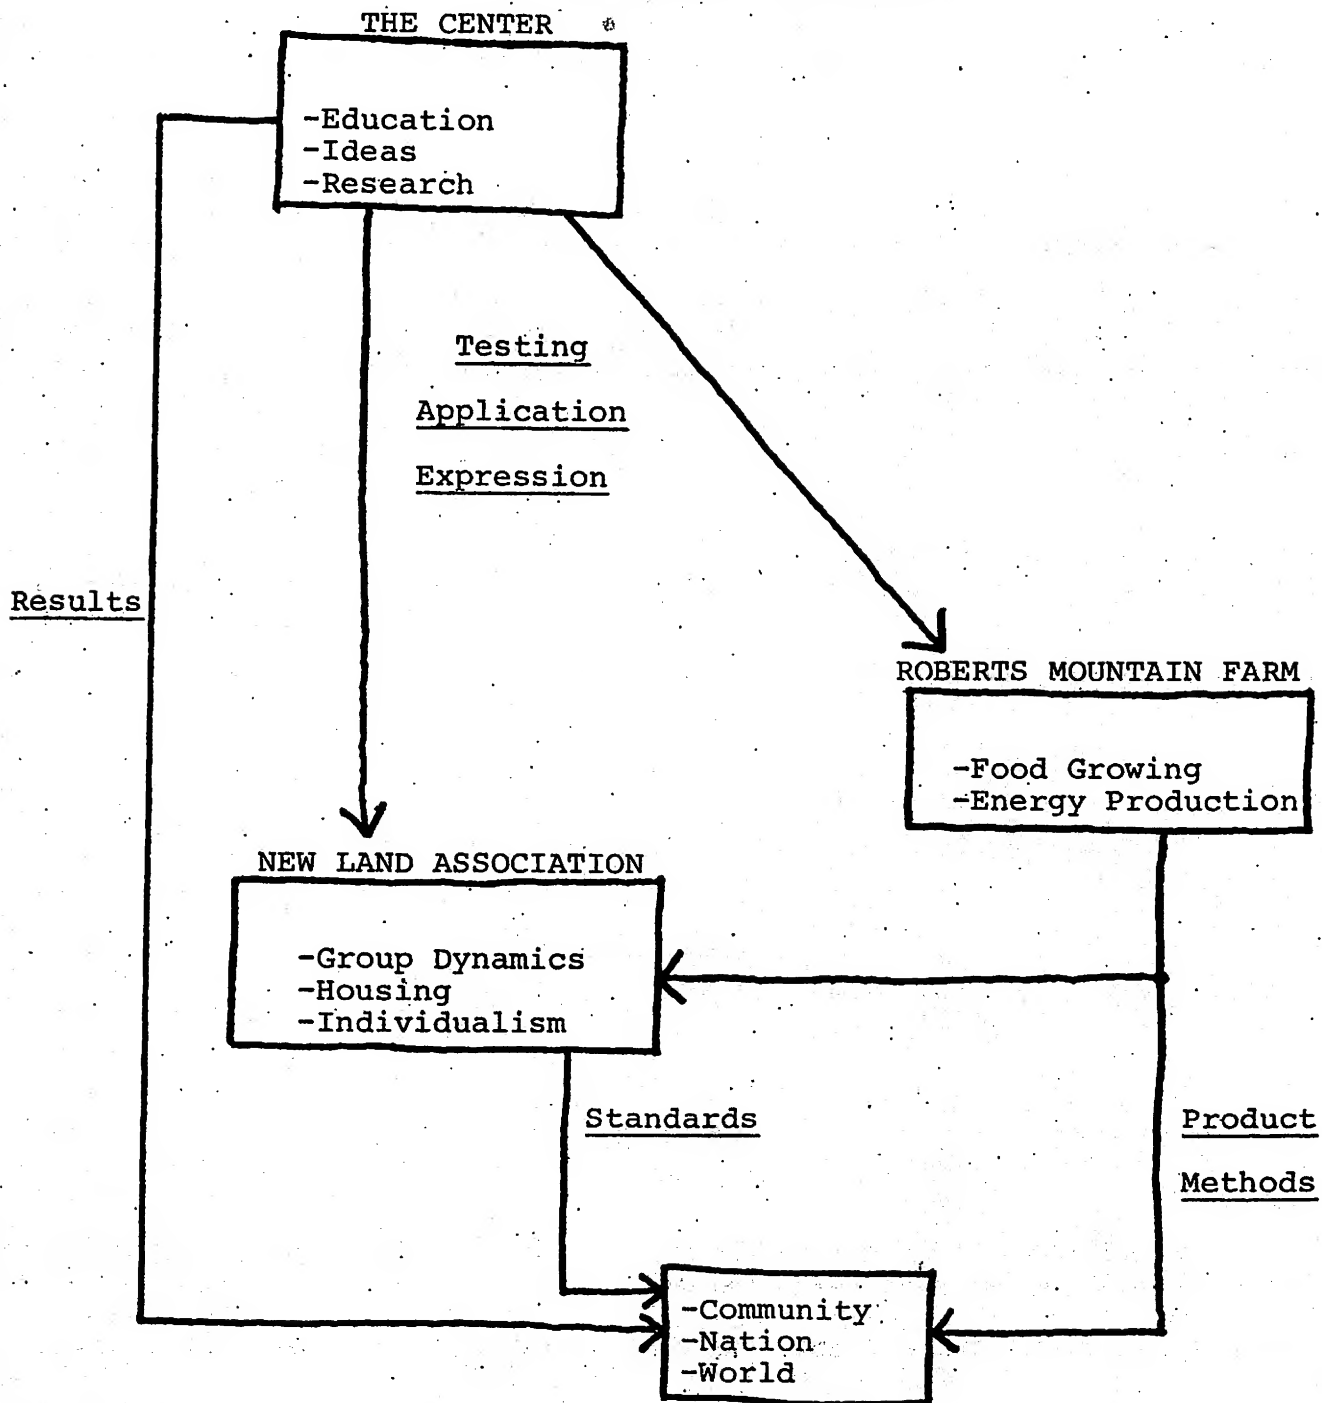 THE CENTER
-Education
-Ideas
-Research
Testing
Application
Expression
Results
ROBERTS MOUNTAIN FARM
-Food Growing
-Energy Production
NEW LAND ASSOCIATION
-Group Dynamics
-Housing
-Individualism
Standards
Product
Methods
-Community
-Nation
-World